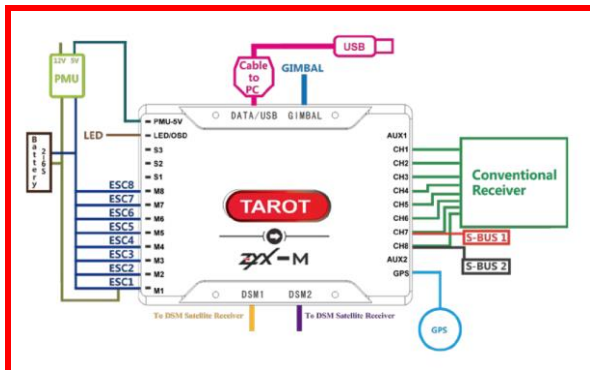 USB
12V 5V
PMU
Cable
to
PC
GIMBAL
DATA/USB GIMBAL
PMU-5V
LED
LED/OSD
S3
S2
S1
Battery
2-6S
ESC8
M8
ESC7
M7
ESC6
M6
ESC5
M5
ESC4
M4
ESC3
M3
ESC2
M2
ESC1
M1
TAROT
ZYX-M
AUX1
CH1
CH2
CH3
CH4
CH5
CH6
CH7
CH8
AUX2
GPS
Conventional
Receiver
S-BUS 1
S-BUS 2
GPS
DSM1 DSM2
To DSM Satellite Receiver
To DSM Satellite Receiver